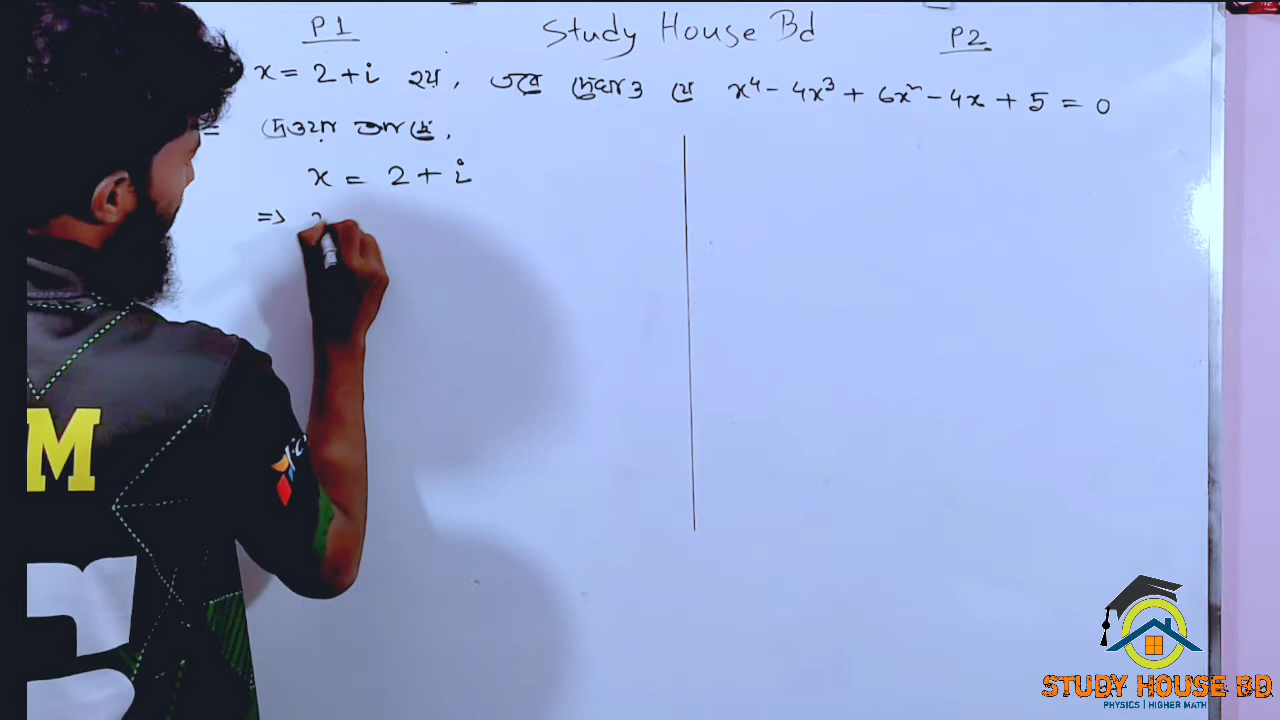 P1
Study House Bd
P2
x = 2 + i হয়, তবে দেখাও যে x⁴ - 4x³ + 6x² - 4x + 5 = 0
= দেওয়া আছে,
x = 2 + i
=>
M
STUDY HOUSE BD
PHYSICS | HIGHER MATH